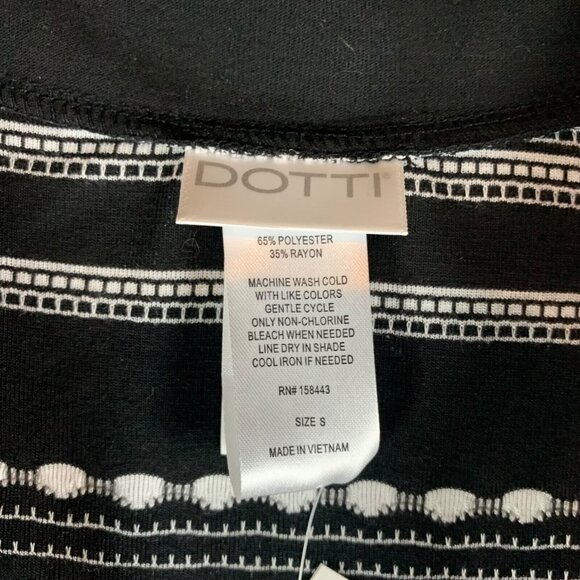 DOTTI®
65% POLYESTER
35% RAYON
MACHINE WASH COLD
WITH LIKE COLORS
GENTLE CYCLE
ONLY NON-CHLORINE
BLEACH WHEN NEEDED
LINE DRY IN SHADE
COOL IRON IF NEEDED
RN# 158443
SIZE S
MADE IN VIETNAM